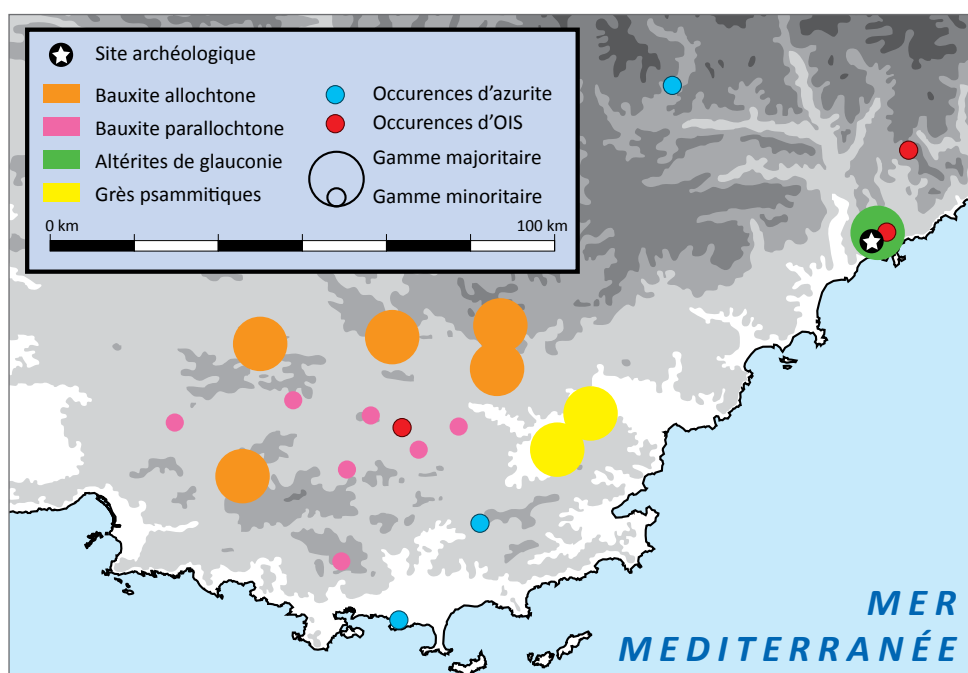 Site archéologique
Bauxite allochtone
Bauxite parallochtone
Altérites de glauconie
Grès psammitiques
Occurences d'azurite
Occurences d'OIS
Gamme majoritaire
Gamme minoritaire
0 km 100 km
MER
MEDITERRANÉE